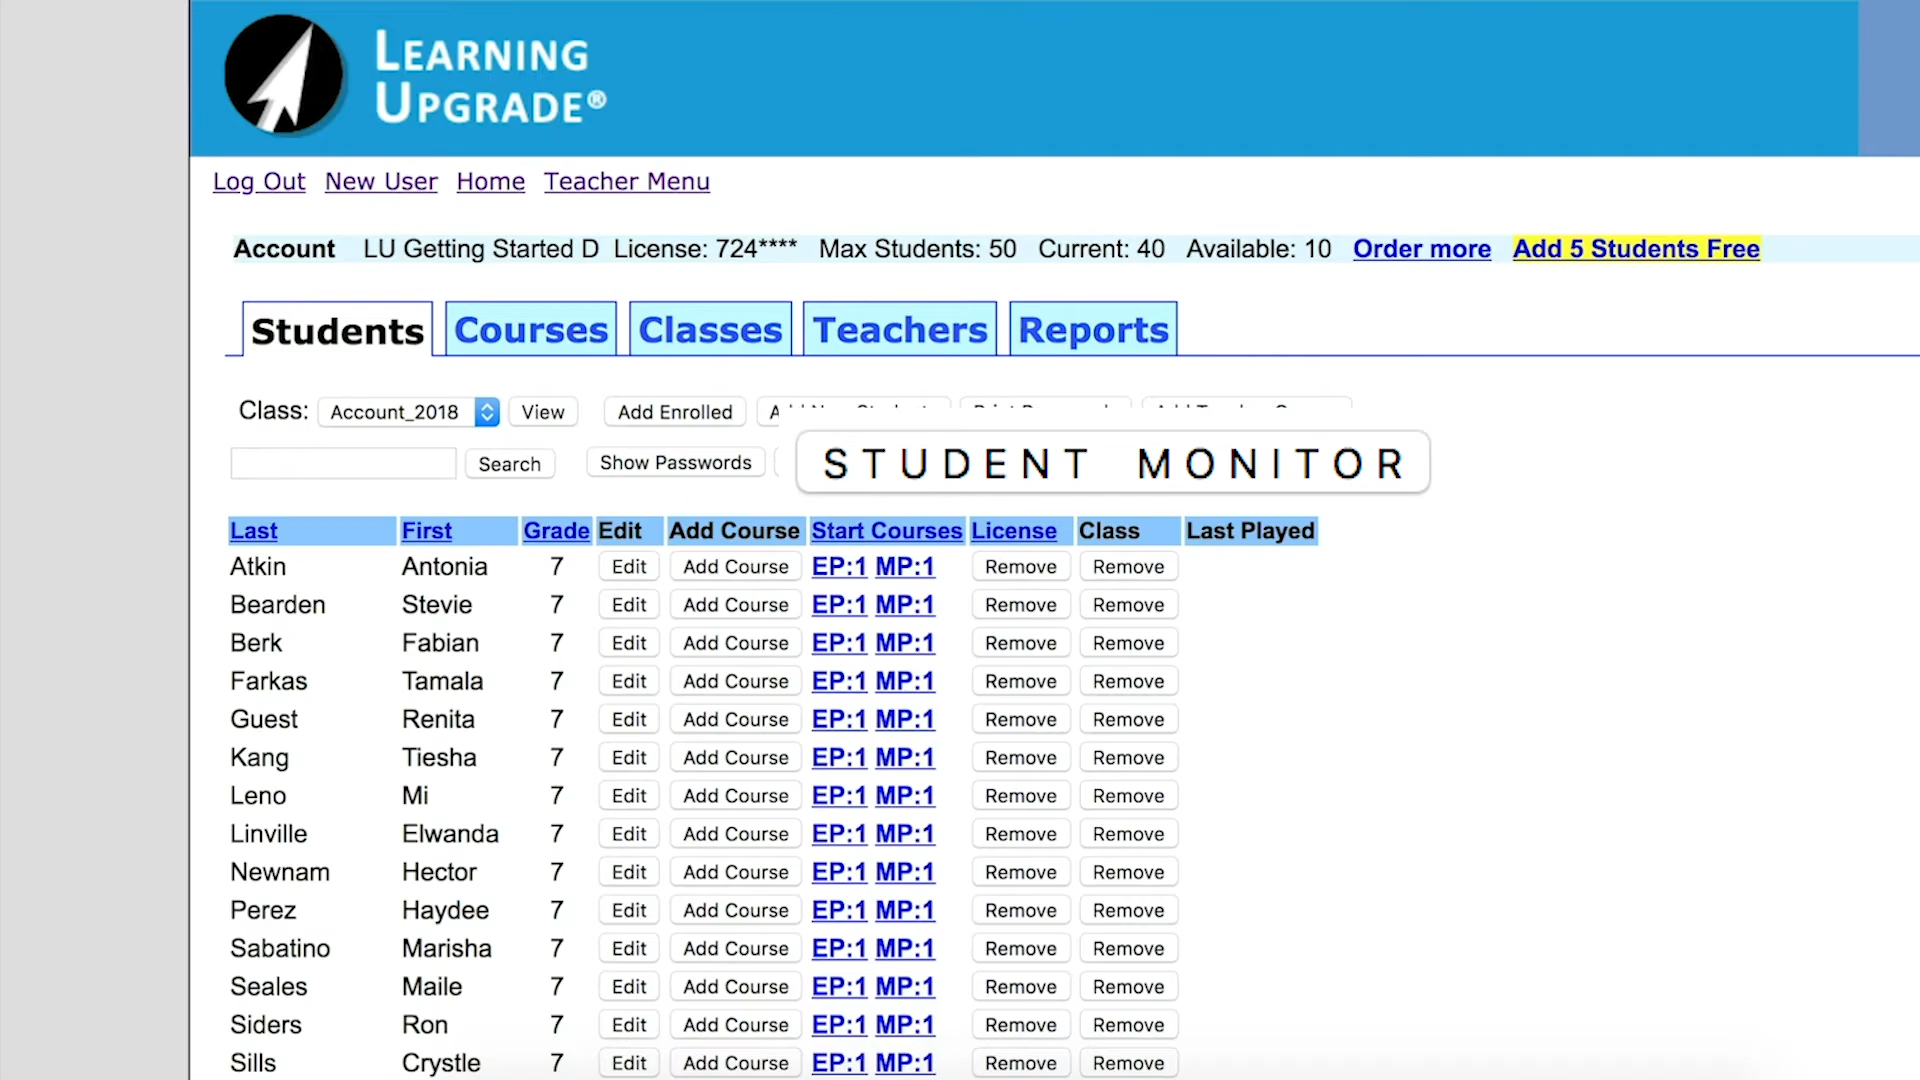 LEARNING
UPGRADE®
Log Out New User Home Teacher Menu
Account LU Getting Started D License: 724**** Max Students: 50 Current: 40 Available: 10 Order more Add 5 Students Free
Students Courses Classes Teachers Reports
Class: Account_2018 View Add Enrolled
Search Show Passwords STUDENT MONITOR
Last First Grade Edit Add Course Start Courses License Class Last Played
Atkin Antonia 7 Edit Add Course EP:1 MP:1 Remove Remove
Bearden Stevie 7 Edit Add Course EP:1 MP:1 Remove Remove
Berk Fabian 7 Edit Add Course EP:1 MP:1 Remove Remove
Farkas Tamala 7 Edit Add Course EP:1 MP:1 Remove Remove
Guest Renita 7 Edit Add Course EP:1 MP:1 Remove Remove
Kang Tiesha 7 Edit Add Course EP:1 MP:1 Remove Remove
Leno Mi 7 Edit Add Course EP:1 MP:1 Remove Remove
Linville Elwanda 7 Edit Add Course EP:1 MP:1 Remove Remove
Newnam Hector 7 Edit Add Course EP:1 MP:1 Remove Remove
Perez Haydee 7 Edit Add Course EP:1 MP:1 Remove Remove
Sabatino Marisha 7 Edit Add Course EP:1 MP:1 Remove Remove
Seales Maile 7 Edit Add Course EP:1 MP:1 Remove Remove
Siders Ron 7 Edit Add Course EP:1 MP:1 Remove Remove
Sills Crystle 7 Edit Add Course EP:1 MP:1 Remove Remove